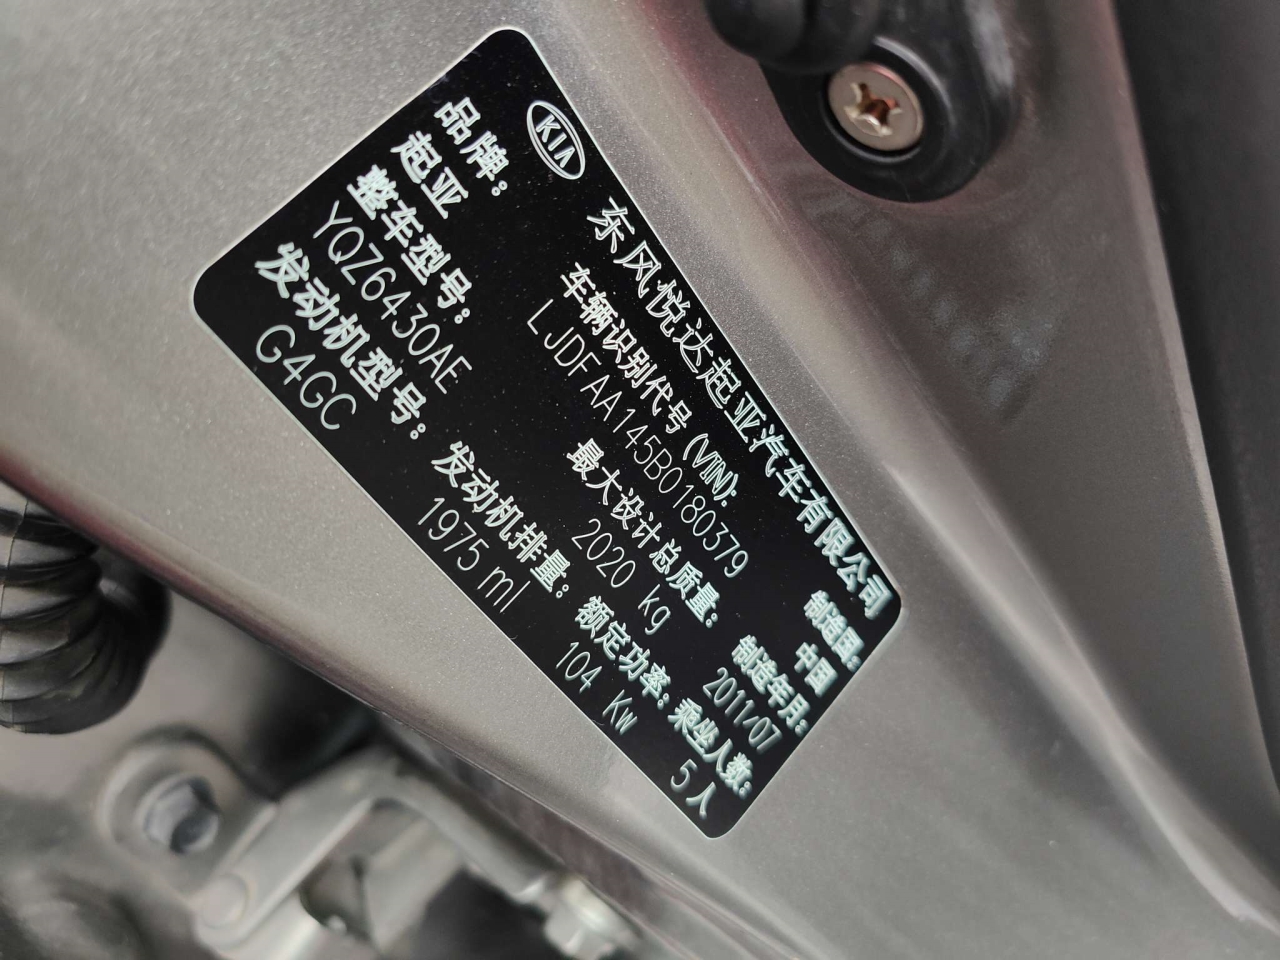 KIA 东风悦达起亚汽车有限公司
品牌: 车辆识别代号(VIN): 制造国:
起亚 LJDFAA145B0180379 中国
整车型号: 最大设计总质量: 制造年月:
YQZ6430AE 2020 kg 2011/07
发动机型号: 发动机排量: 额定功率: 乘坐人数:
G4GC 1975 ml 104 Kw 5人